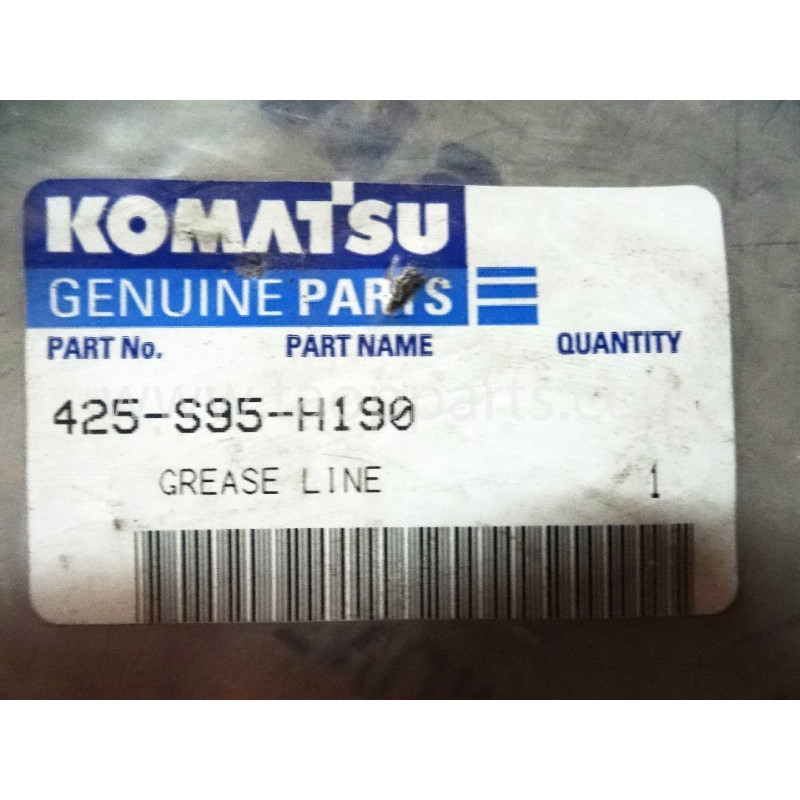 KOMATSU
GENUINE PARTS
PART No. PART NAME QUANTITY
425-S95-H190
GREASE LINE 1